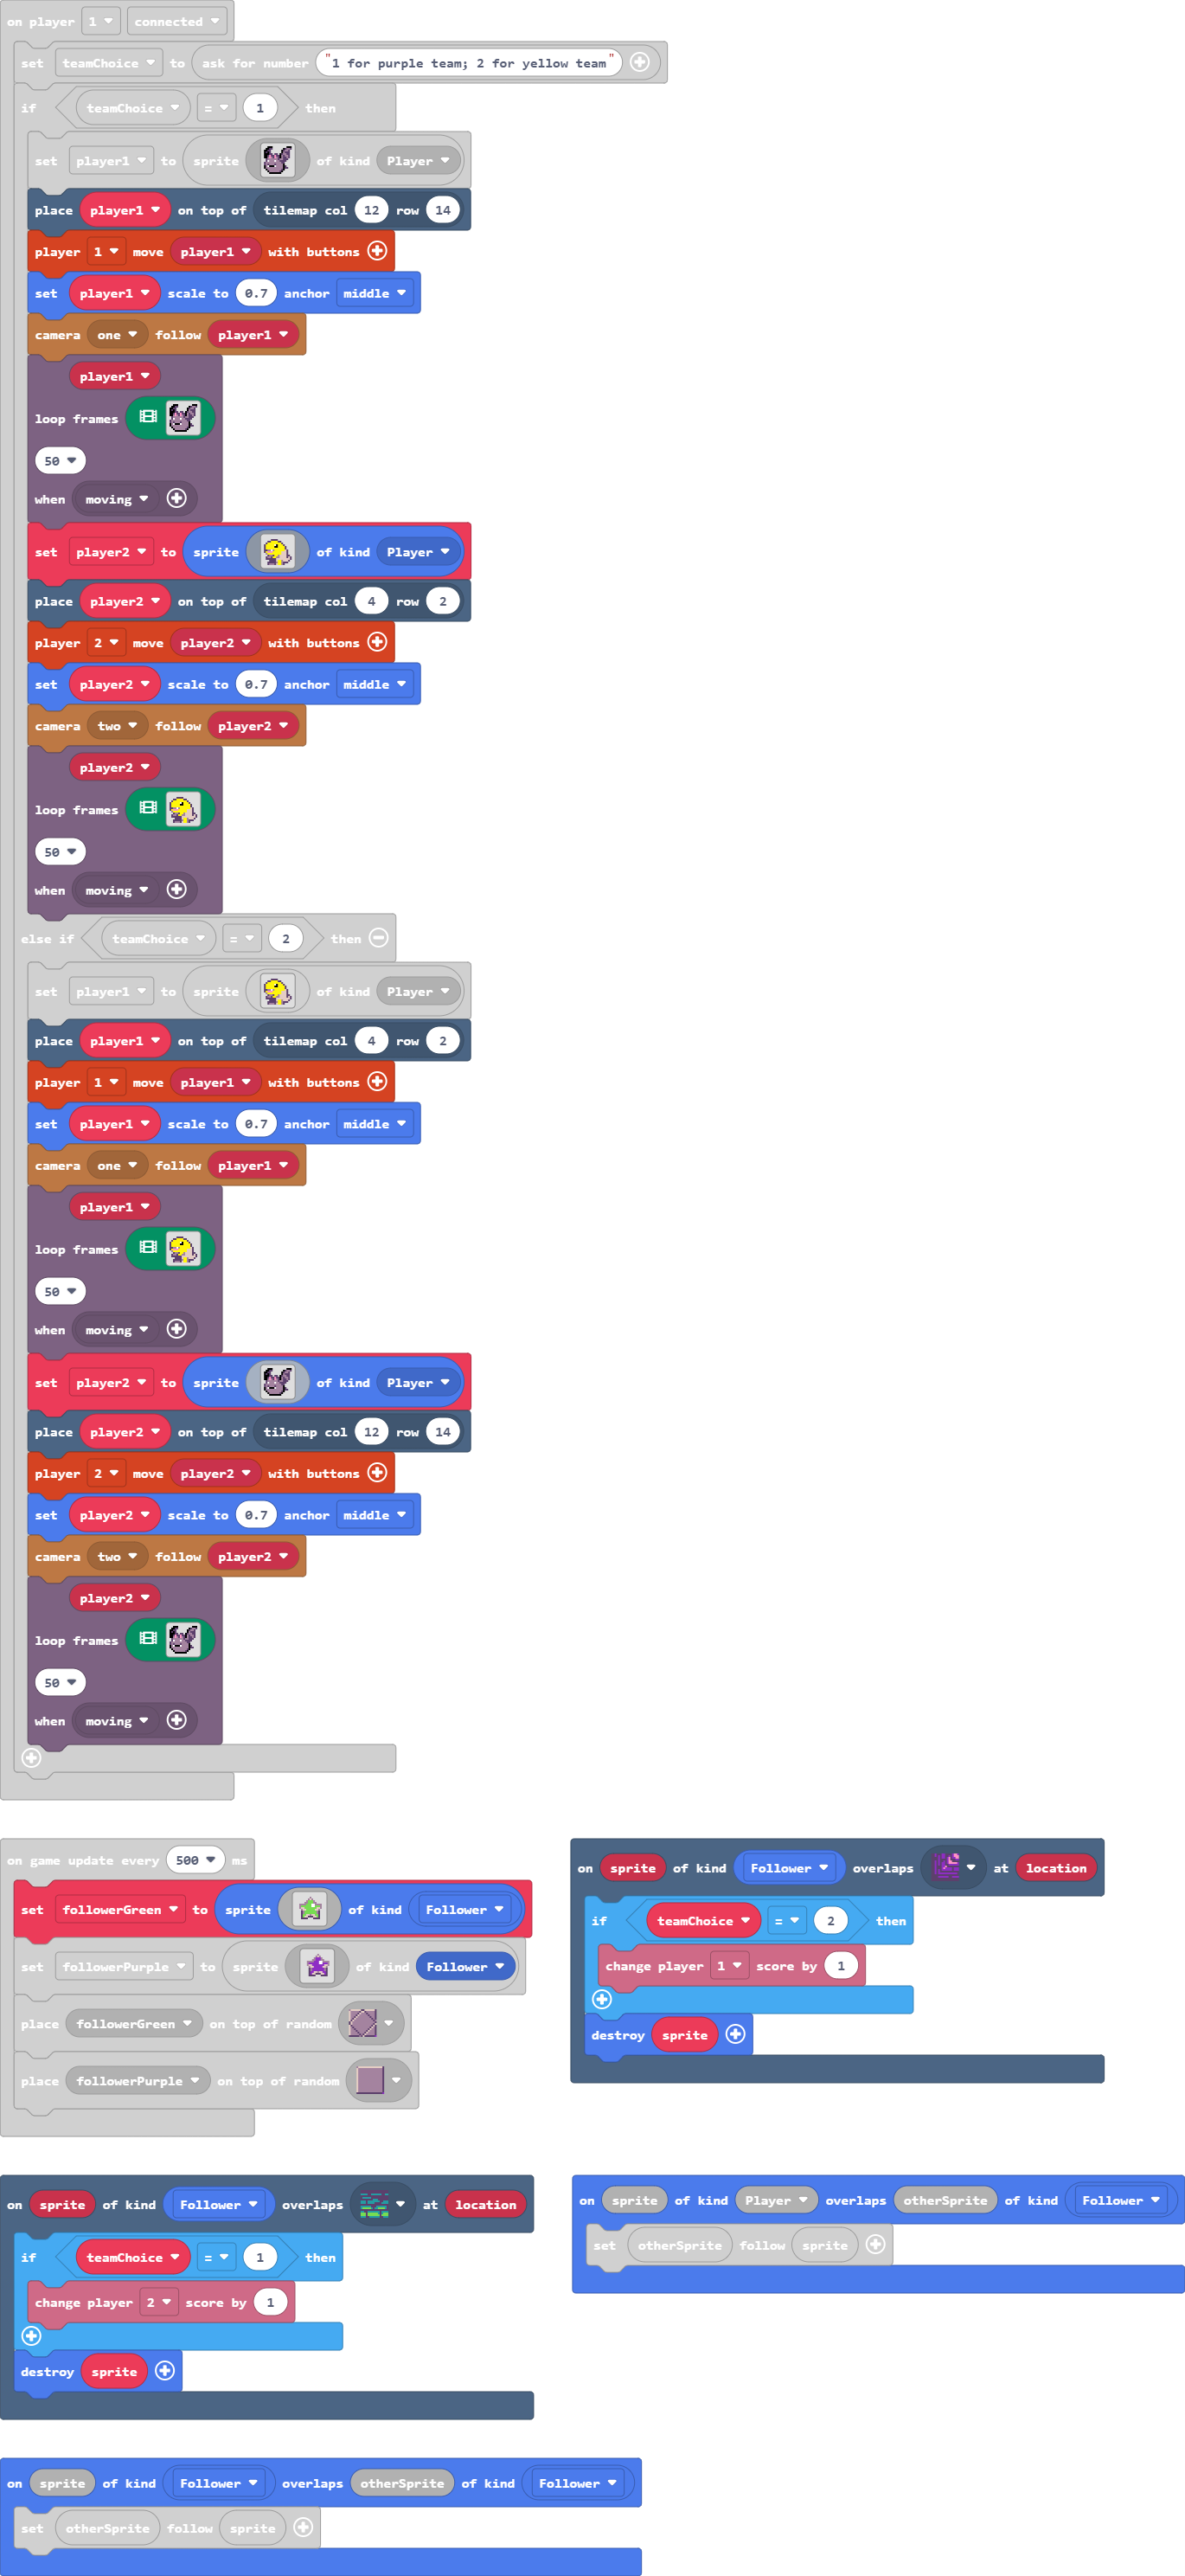 on player 1 connected
set teamChoice to ask for number "1 for purple team; 2 for yellow team"
if teamChoice = 1 then
set player1 to sprite of kind Player
place player1 on top of tilemap col 12 row 14
player 1 move player1 with buttons
set player1 scale to 0.7 anchor middle
camera one follow player1
player1
loop frames
50
when moving
set player2 to sprite of kind Player
place player2 on top of tilemap col 4 row 2
player 2 move player2 with buttons
set player2 scale to 0.7 anchor middle
camera two follow player2
player2
loop frames
50
when moving
else if teamChoice = 2 then
set player1 to sprite of kind Player
place player1 on top of tilemap col 4 row 2
player 1 move player1 with buttons
set player1 scale to 0.7 anchor middle
camera one follow player1
player1
loop frames
50
when moving
set player2 to sprite of kind Player
place player2 on top of tilemap col 12 row 14
player 2 move player2 with buttons
set player2 scale to 0.7 anchor middle
camera two follow player2
player2
loop frames
50
when moving
on game update every 500 ms
set followerGreen to sprite of kind Follower
set followerPurple to sprite of kind Follower
place followerGreen on top of random
place followerPurple on top of random
on sprite of kind Follower overlaps at location
if teamChoice = 2 then
change player 1 score by 1
destroy sprite
on sprite of kind Follower overlaps at location
if teamChoice = 1 then
change player 2 score by 1
destroy sprite
on sprite of kind Player overlaps otherSprite of kind Follower
set otherSprite follow sprite
on sprite of kind Follower overlaps otherSprite of kind Follower
set otherSprite follow sprite